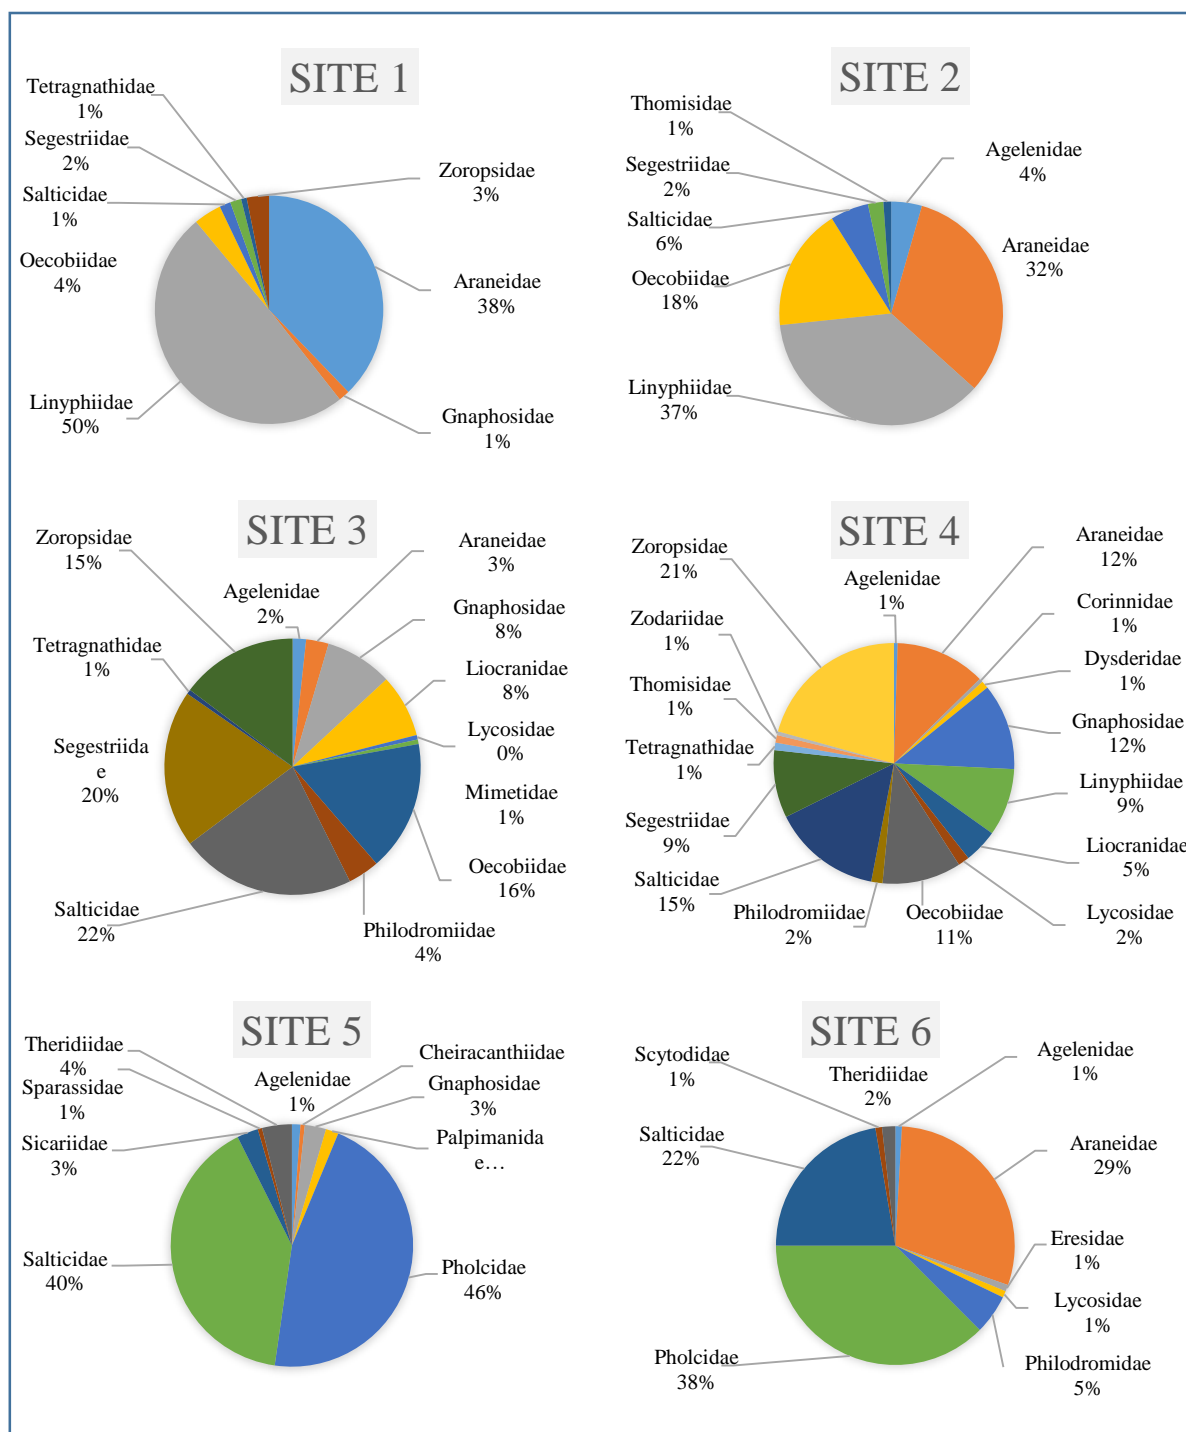 SITE 1
Tetragnathidae
1%
Segestriidae
2%
Salticidae
1%
Oecobiidae
4%
Linyphiidae
50%
Zoropsidae
3%
Araneidae
38%
Gnaphosidae
1%
SITE 2
Thomisidae
1%
Segestriidae
2%
Salticidae
6%
Oecobiidae
18%
Linyphiidae
37%
Agelenidae
4%
Araneidae
32%
SITE 3
Zoropsidae
15%
Agelenidae
2%
Tetragnathidae
1%
Segestriida
e
20%
Salticidae
22%
Araneidae
3%
Gnaphosidae
8%
Liocranidae
8%
Lycosidae
0%
Mimetidae
1%
Oecobiidae
16%
Philodromiidae
4%
SITE 4
Zoropsidae
21%
Agelenidae
1%
Zodariidae
1%
Thomisidae
1%
Tetragnathidae
1%
Segestriidae
9%
Salticidae
15%
Philodromiidae
2%
Oecobiidae
11%
Araneidae
12%
Corinnidae
1%
Dysderidae
1%
Gnaphosidae
12%
Linyphiidae
9%
Liocranidae
5%
Lycosidae
2%
SITE 5
Theridiidae
4%
Sparassidae
1%
Sicariidae
3%
Salticidae
40%
Agelenidae
1%
Cheiracanthiidae
Gnaphosidae
3%
Palpimanida
e…
Pholcidae
46%
SITE 6
Scytodidae
1%
Theridiidae
2%
Salticidae
22%
Pholcidae
38%
Agelenidae
1%
Araneidae
29%
Eresidae
1%
Lycosidae
1%
Philodromidae
5%